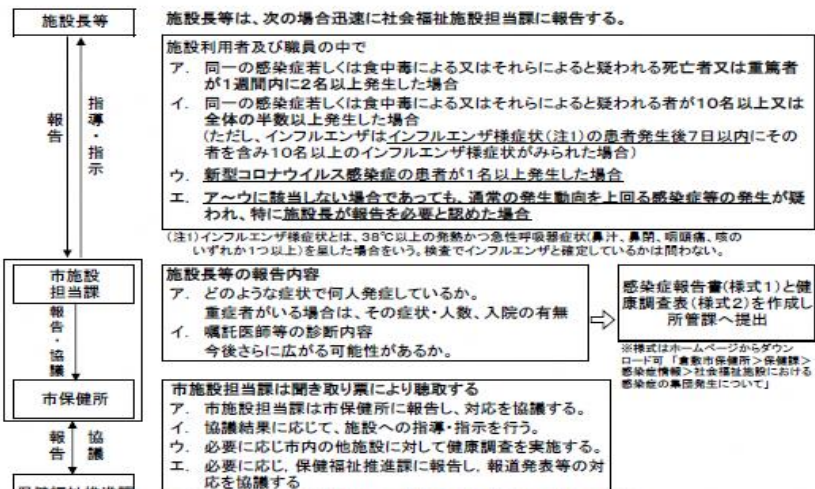 施設長等
施設長等は、次の場合迅速に社会福祉施設担当課に報告する。
施設利用者及び職員の中で
ア. 同一の感染症若しくは食中毒による又はそれらによると疑われる死亡者又は重篤者
が1週間内に2名以上発生した場合
イ. 同一の感染症若しくは食中毒による又はそれらによると疑われる者が10名以上又は
全体の半数以上発生した場合
(ただし、インフルエンザはインフルエンザ様症状(注1)の患者発生後7日以内にその
者を含み10名以上のインフルエンザ様症状がみられた場合)
ウ. 新型コロナウイルス感染症の患者が1名以上発生した場合
エ. ア～ウに該当しない場合であっても、通常の発生動向を上回る感染症等の発生が疑
われ、特に施設長が報告を必要と認めた場合
(注1)インフルエンザ様症状とは、38℃以上の発熱かつ急性呼吸器症状(鼻汁、鼻閉、咽頭痛、咳の
いずれか1つ以上)を呈した場合をいう。検査でインフルエンザと確定しているかは問わない。
報告
指導・指示
市施設
担当課
施設長等の報告内容
ア. どのような症状で何人発症しているか。
重症者がいる場合は、その症状・人数、入院の有無
イ. 嘱託医師等の診断内容
今後さらに広がる可能性があるか。
感染症報告書(様式1)と健
康調査表(様式2)を作成し
所管課へ提出
※様式はホームページからダウン
ロード可 「倉敷市保健所＞保健課＞
感染症情報＞社会福祉施設における
感染症の集団発生について」
報告・協議
市保健所
市施設担当課は聞き取り票により聴取する
ア. 市施設担当課は市保健所に報告し、対応を協議する。
イ. 協議結果に応じて、施設への指導・指示を行う。
ウ. 必要に応じ市内の他施設に対して健康調査を実施する。
エ. 必要に応じ, 保健福祉推進課に報告し, 報道発表等の対
応を協議する
報告
協議
保健福祉推進課